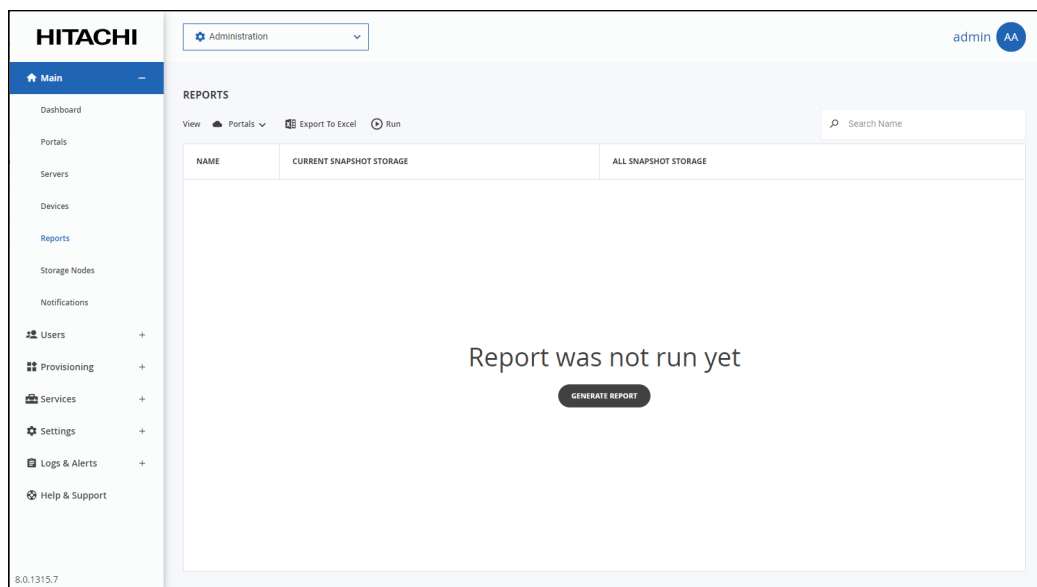 HITACHI
Administration
admin AA
Main
Dashboard
Portals
Servers
Devices
Reports
Storage Nodes
Notifications
Users
Provisioning
Services
Settings
Logs & Alerts
Help & Support
8.0.1315.7
REPORTS
View Portals Export To Excel Run
Search Name
NAME CURRENT SNAPSHOT STORAGE ALL SNAPSHOT STORAGE
Report was not run yet
GENERATE REPORT